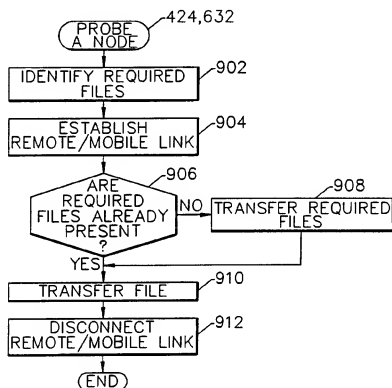 PROBE
A NODE
424,632
IDENTIFY REQUIRED
FILES
902
ESTABLISH
REMOTE/MOBILE LINK
904
ARE
REQUIRED
FILES ALREADY
PRESENT
?
906
NO
TRANSFER REQUIRED
FILES
908
YES
TRANSFER FILE
910
DISCONNECT
REMOTE/MOBILE LINK
912
END